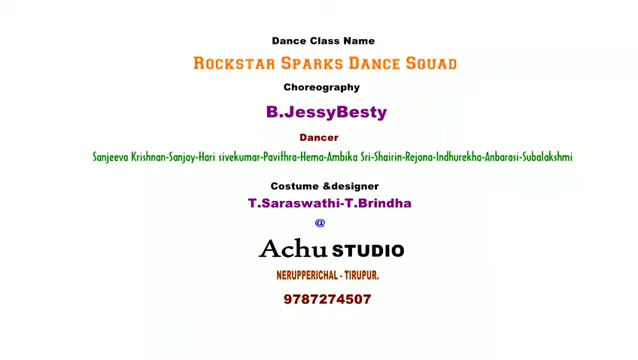 Dance Class Name
Rockstar Sparks Dance Squad
Choreography
B.JessyBesty
Dancer
Sanjeeva Krishnan-Sanjay-Hari sivekumar-Pavithra-Hema-Ambika Sri-Shairin-Rejona-Indhurekha-Anbarasi-Subalakshmi
Costume &designer
T.Saraswathi-T.Brindha
@
Achu STUDIO
NERUPPERICHAL - TIRUPUR.
9787274507